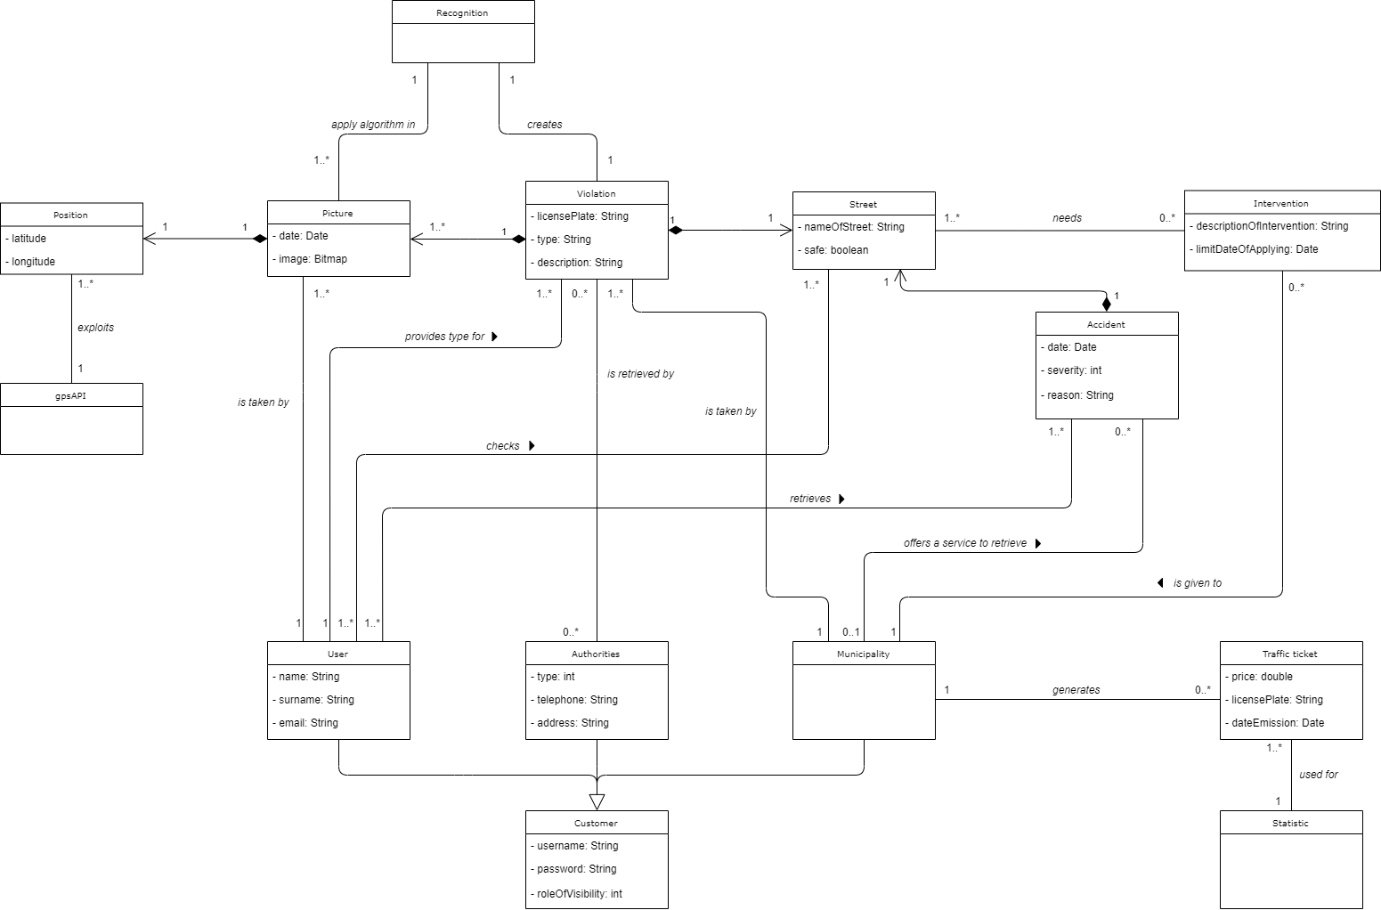 Recognition
1
1
apply algorithm in
creates
1..*
1
Position
- latitude
- longitude
1
1
Picture
- date: Date
- image: Bitmap
1..*
1
Violation
- licensePlate: String
- type: String
- description: String
1
1
Street
- nameOfStreet: String
- safe: boolean
1..*
needs
0..*
Intervention
- descriptionOfIntervention: String
- limitDateOfApplying: Date
1..*
exploits
1
gpsAPI
1..*
1..*
0..*
1..*
1..*
1
1
0..*
Accident
- date: Date
- severity: int
- reason: String
provides type for
is retrieved by
is taken by
is taken by
checks
1..*
0..*
retrieves
offers a service to retrieve
is given to
1
1
1..*
1..*
0..*
1
0..1
1
User
- name: String
- surname: String
- email: String
Authorities
- type: int
- telephone: String
- address: String
Municipality
1
generates
0..*
Traffic ticket
- price: double
- licensePlate: String
- dateEmission: Date
1..*
used for
1
Customer
- username: String
- password: String
- roleOfVisibility: int
Statistic